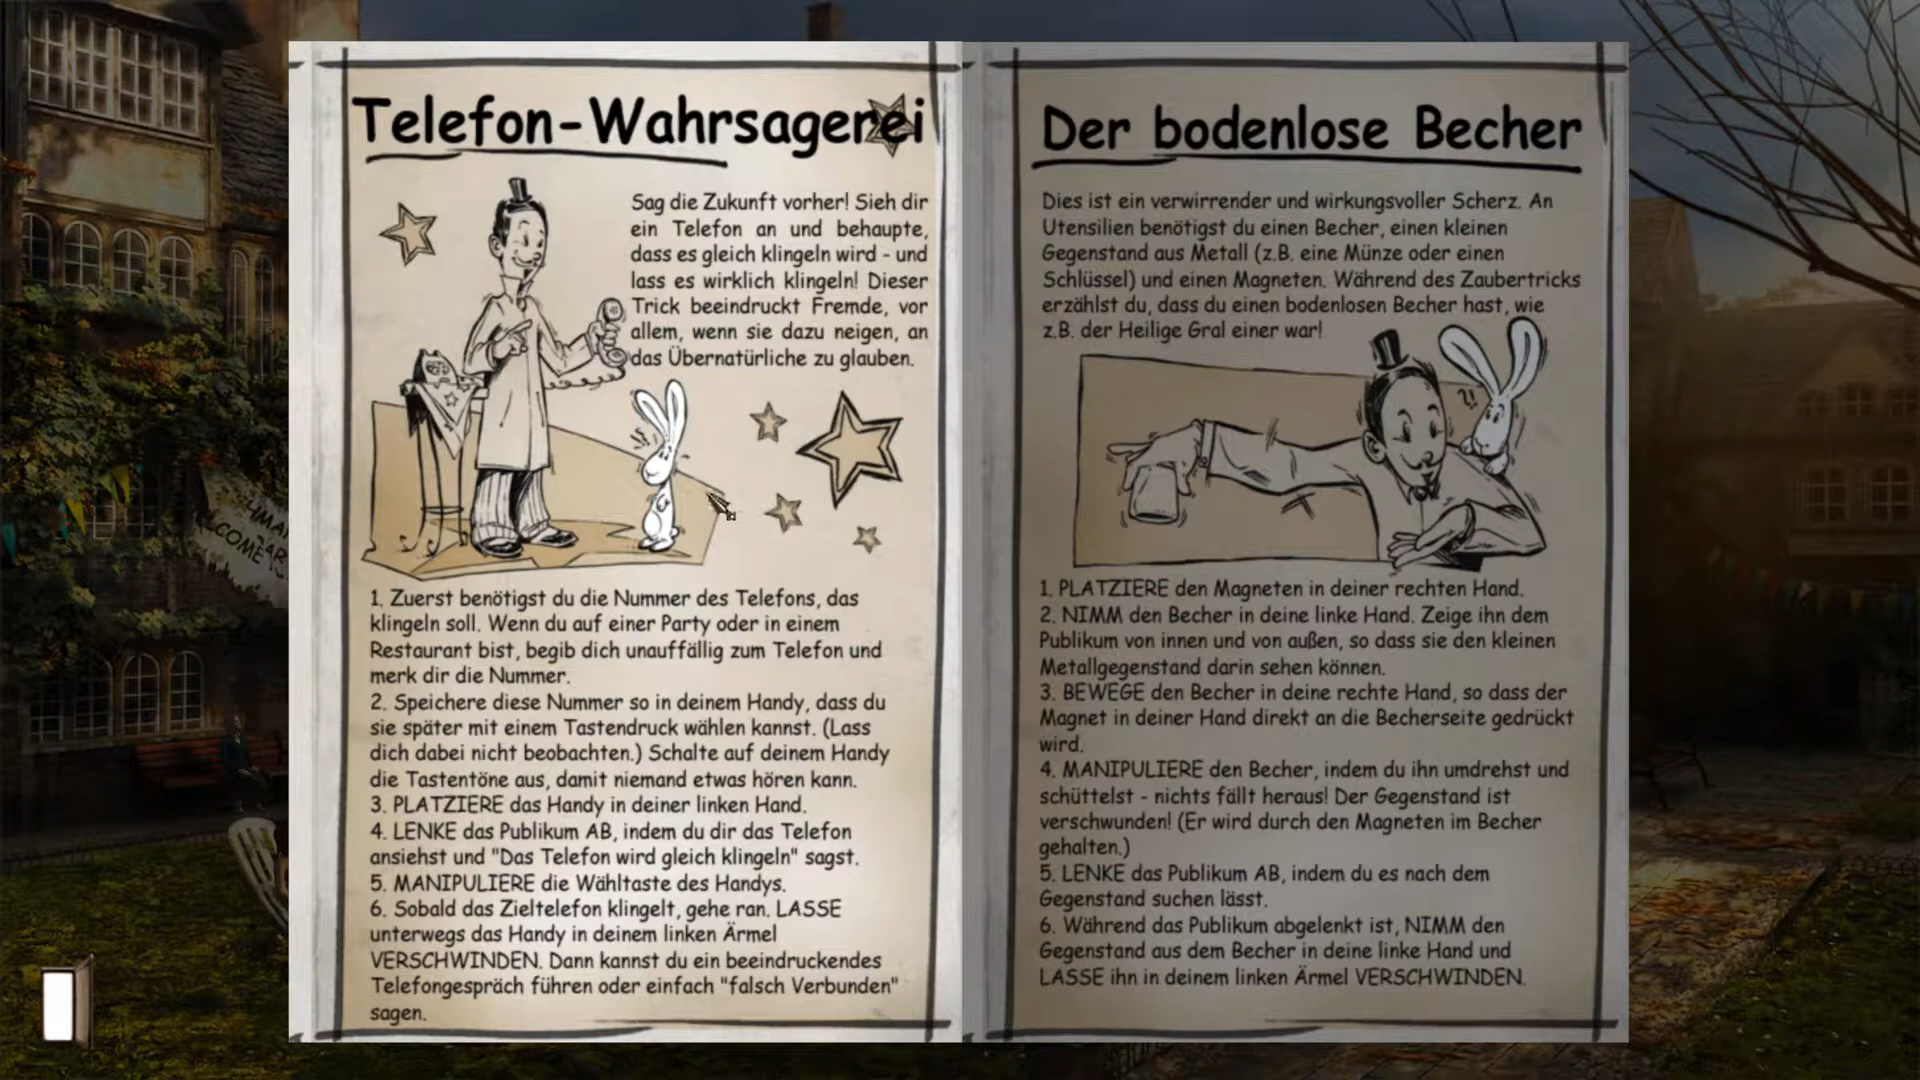 Telefon-Wahrsagerei
Sag die Zukunft vorher! Sieh dir
ein Telefon an und behaupte,
dass es gleich klingeln wird - und
lass es wirklich klingeln! Dieser
Trick beeindruckt Fremde, vor
allem, wenn sie dazu neigen, an
das Übernatürliche zu glauben.
1. Zuerst benötigst du die Nummer des Telefons, das
klingeln soll. Wenn du auf einer Party oder in einem
Restaurant bist, begib dich unauffällig zum Telefon und
merk dir die Nummer.
2. Speichere diese Nummer so in deinem Handy, dass du
sie später mit einem Tastendruck wählen kannst. (Lass
dich dabei nicht beobachten.) Schalte auf deinem Handy
die Tastentöne aus, damit niemand etwas hören kann.
3. PLATZIERE das Handy in deiner linken Hand.
4. LENKE das Publikum AB, indem du dir das Telefon
ansiehst und "Das Telefon wird gleich klingeln" sagst.
5. MANIPULIERE die Wähltaste des Handys.
6. Sobald das Zieltelefon klingelt, gehe ran. LASSE
unterwegs das Handy in deinem linken Ärmel
VERSCHWINDEN. Dann kannst du ein beeindruckendes
Telefongespräch führen oder einfach "falsch Verbunden"
sagen.
Der bodenlose Becher
Dies ist ein verwirrender und wirkungsvoller Scherz. An
Utensilien benötigst du einen Becher, einen kleinen
Gegenstand aus Metall (z.B. eine Münze oder einen
Schlüssel) und einen Magneten. Während des Zaubertricks
erzählst du, dass du einen bodenlosen Becher hast, wie
z.B. der Heilige Gral einer war!
?!
1. PLATZIERE den Magneten in deiner rechten Hand.
2. NIMM den Becher in deine linke Hand. Zeige ihn dem
Publikum von innen und von außen, so dass sie den kleinen
Metallgegenstand darin sehen können.
3. BEWEGE den Becher in deine rechte Hand, so dass der
Magnet in deiner Hand direkt an die Becherseite gedrückt
wird.
4. MANIPULIERE den Becher, indem du ihn umdrehst und
schüttelst - nichts fällt heraus! Der Gegenstand ist
verschwunden! (Er wird durch den Magneten im Becher
gehalten.)
5. LENKE das Publikum AB, indem du es nach dem
Gegenstand suchen lässt.
6. Während das Publikum abgelenkt ist, NIMM den
Gegenstand aus dem Becher in deine linke Hand und
LASSE ihn in deinem linken Ärmel VERSCHWINDEN.